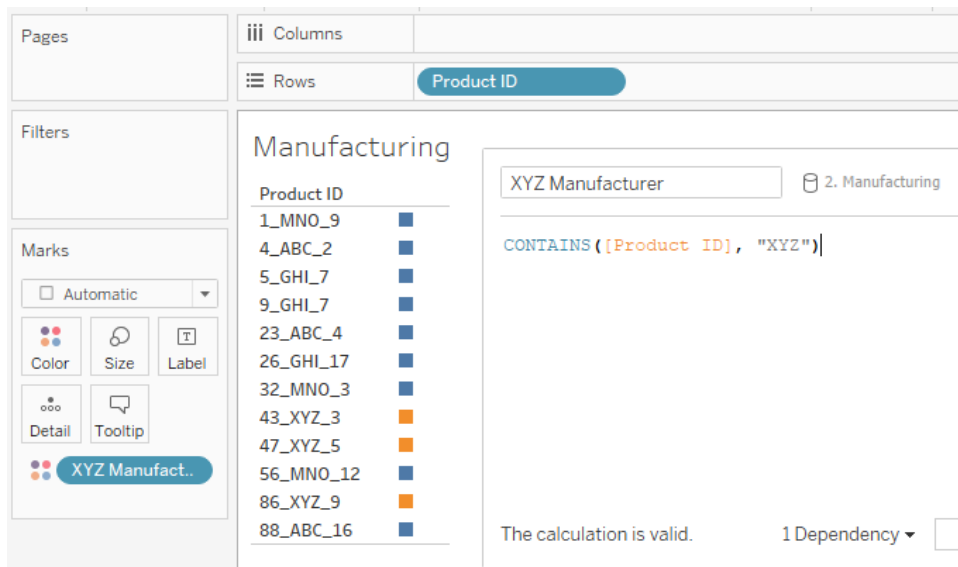 Pages
Columns
Rows
Product ID
Filters
Marks
Automatic
Color
Size
Label
Detail
Tooltip
XYZ Manufact..
Manufacturing
Product ID
1_MNO_9
4_ABC_2
5_GHI_7
9_GHI_7
23_ABC_4
26_GHI_17
32_MNO_3
43_XYZ_3
47_XYZ_5
56_MNO_12
86_XYZ_9
88_ABC_16
XYZ Manufacturer
2. Manufacturing
CONTAINS([Product ID], "XYZ")
The calculation is valid.
1 Dependency